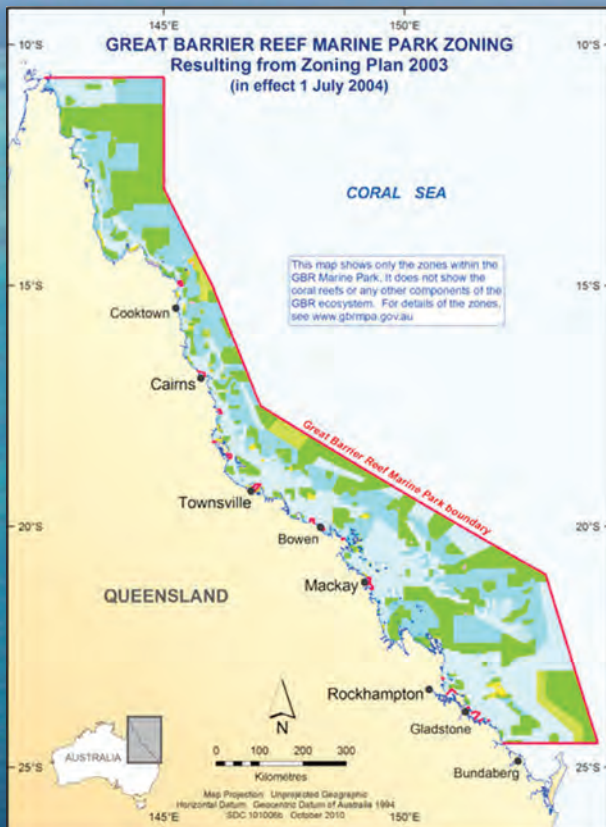 145°E
150°E
10°S
10°S
GREAT BARRIER REEF MARINE PARK ZONING
Resulting from Zoning Plan 2003
(in effect 1 July 2004)
CORAL SEA
This map shows only the zones within the
GBR Marine Park. It does not show the
coral reefs or any other components of the
GBR ecosystem. For details of the zones,
see www.gbrmpa.gov.au
15°S
15°S
Cooktown
Cairns
Great Barrier Reef Marine Park boundary
Townsville
20°S
20°S
Bowen
Mackay
QUEENSLAND
Rockhampton
Gladstone
N
AUSTRALIA
0 100 200 300
Kilometres
25°S
25°S
Bundaberg
Map Projection: Unprojected Geographic
Horizontal Datum: Geocentric Datum of Australia 1994
SDC 101006b October 2010
145°E
150°E